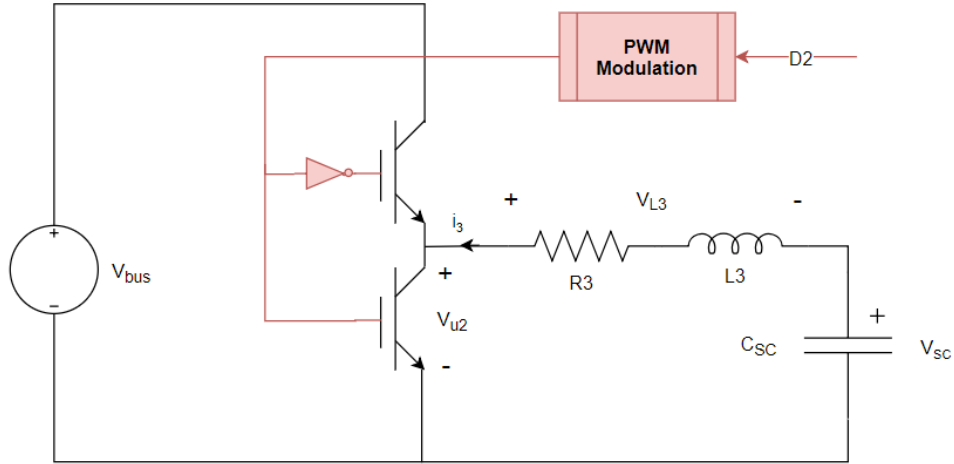 PWM
Modulation
D2
+
V_L3
-
i_3
+
V_bus
−
R3
L3
+
V_u2
-
C_SC
+
V_sc